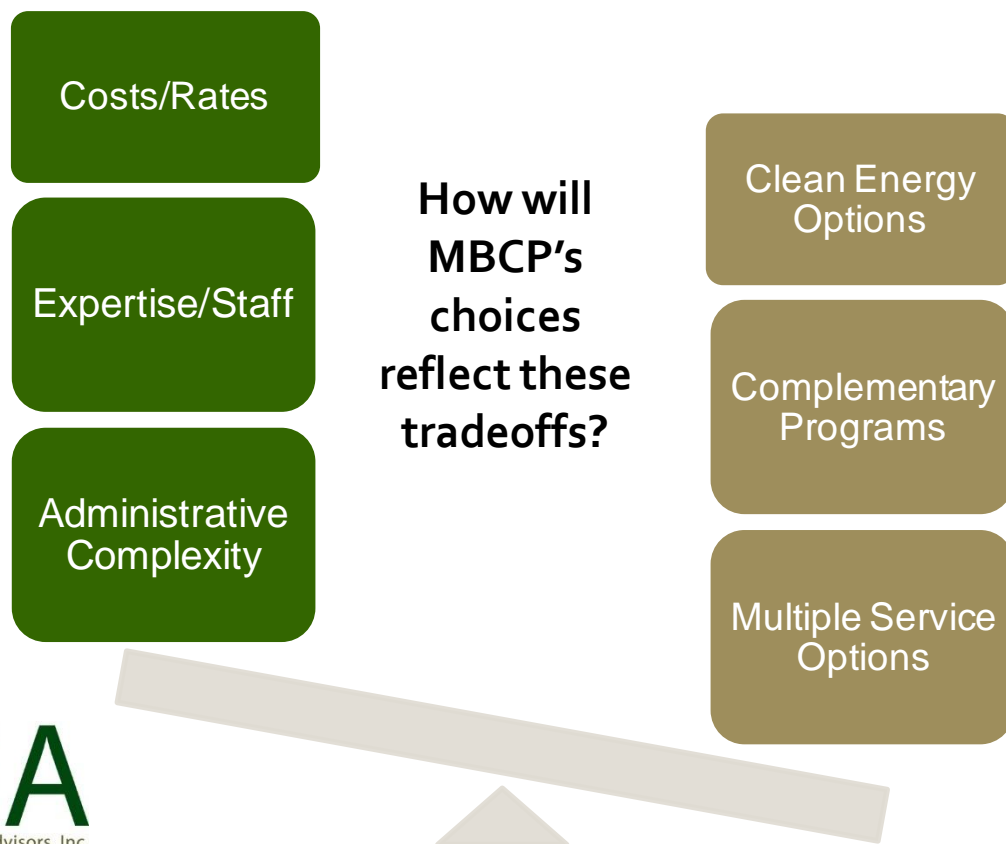 Costs/Rates
Expertise/Staff
Administrative
Complexity
How will
MBCP’s
choices
reflect these
tradeoffs?
Clean Energy
Options
Complementary
Programs
Multiple Service
Options
A